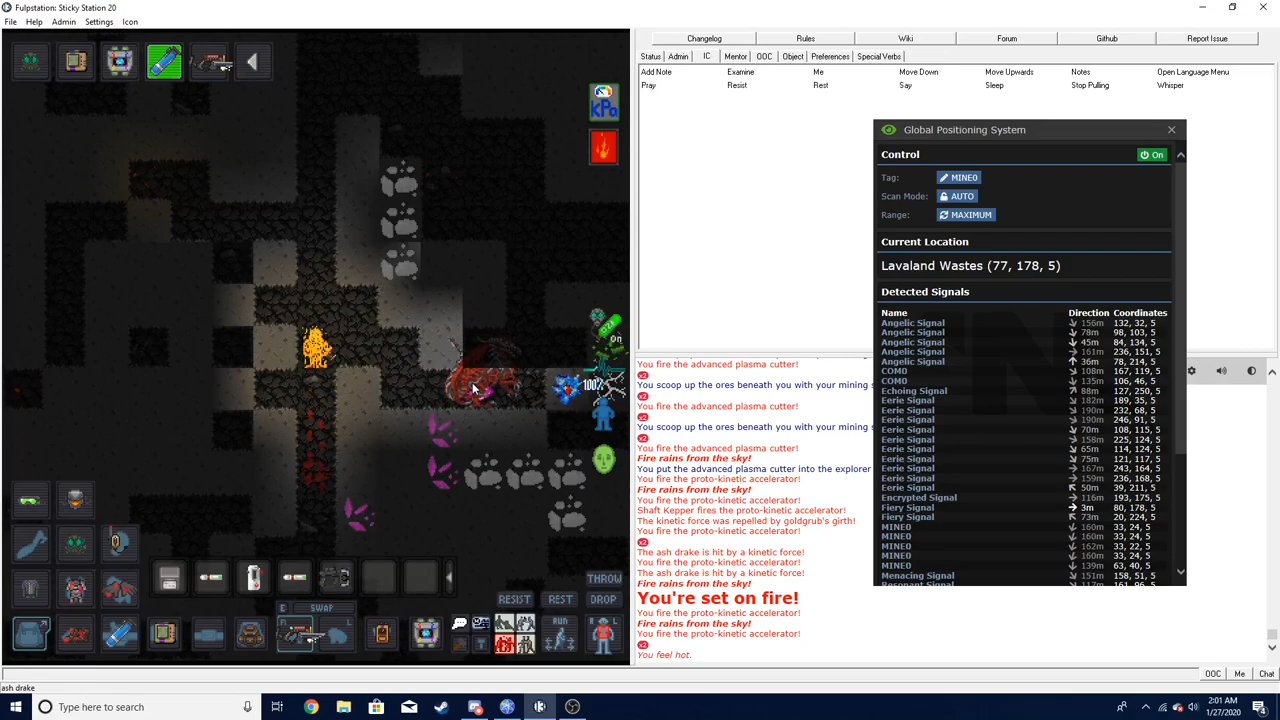 Fulpstation: Sticky Station 20
File Help Admin Settings Icon
Changelog Rules Wiki Forum Github Report Issue
Status Admin IC Mentor OOC Object Preferences Special Verbs
Add Note Examine Me Move Down Move Upwards Notes Open Language Menu
Pray Resist Rest Say Sleep Stop Pulling Whisper
kPa
Global Positioning System
Control
On
Tag: MINE0
Scan Mode: AUTO
Range: MAXIMUM
Current Location
Lavaland Wastes (77, 178, 5)
Detected Signals
Name Direction Coordinates
Angelic Signal 156m 132, 32, 5
Angelic Signal 78m 98, 103, 5
Angelic Signal 45m 84, 134, 5
Angelic Signal 161m 236, 151, 5
Angelic Signal 36m 78, 214, 5
COM0 108m 167, 119, 5
COM0 135m 106, 46, 5
Echoing Signal 88m 127, 250, 5
Eerie Signal 182m 189, 35, 5
Eerie Signal 190m 232, 68, 5
Eerie Signal 190m 246, 91, 5
Eerie Signal 70m 108, 115, 5
Eerie Signal 158m 225, 124, 5
Eerie Signal 65m 114, 124, 5
Eerie Signal 75m 121, 117, 5
Eerie Signal 167m 243, 164, 5
Eerie Signal 159m 236, 168, 5
Eerie Signal 50m 39, 211, 5
Encrypted Signal 116m 193, 175, 5
Fiery Signal 3m 80, 178, 5
Fiery Signal 73m 20, 224, 5
MINE0 160m 33, 24, 5
MINE0 160m 33, 24, 5
MINE0 162m 33, 22, 5
MINE0 160m 33, 24, 5
MINE0 139m 63, 40, 5
Menacing Signal 151m 158, 51, 5
Resonant Signal 117m 161, 96, 5
You fire the advanced plasma cutter!
x2
You scoop up the ores beneath you with your mining s
x2
You fire the advanced plasma cutter!
x2
You scoop up the ores beneath you with your mining s
x2
You fire the advanced plasma cutter!
Fire rains from the sky!
You put the advanced plasma cutter into the explorer
You fire the proto-kinetic accelerator!
Fire rains from the sky!
You fire the proto-kinetic accelerator!
Shaft Kepper fires the proto-kinetic accelerator!
The kinetic force was repelled by goldgrub's girth!
You fire the proto-kinetic accelerator!
x2
The ash drake is hit by a kinetic force!
You fire the proto-kinetic accelerator!
The ash drake is hit by a kinetic force!
Fire rains from the sky!
You're set on fire!
You fire the proto-kinetic accelerator!
Fire rains from the sky!
You fire the proto-kinetic accelerator!
x2
You feel hot.
On
100%
THROW
RESIST REST DROP
E SWAP
RUN
R L
OOC Me Chat
ash drake
Type here to search
2:01 AM
1/27/2020